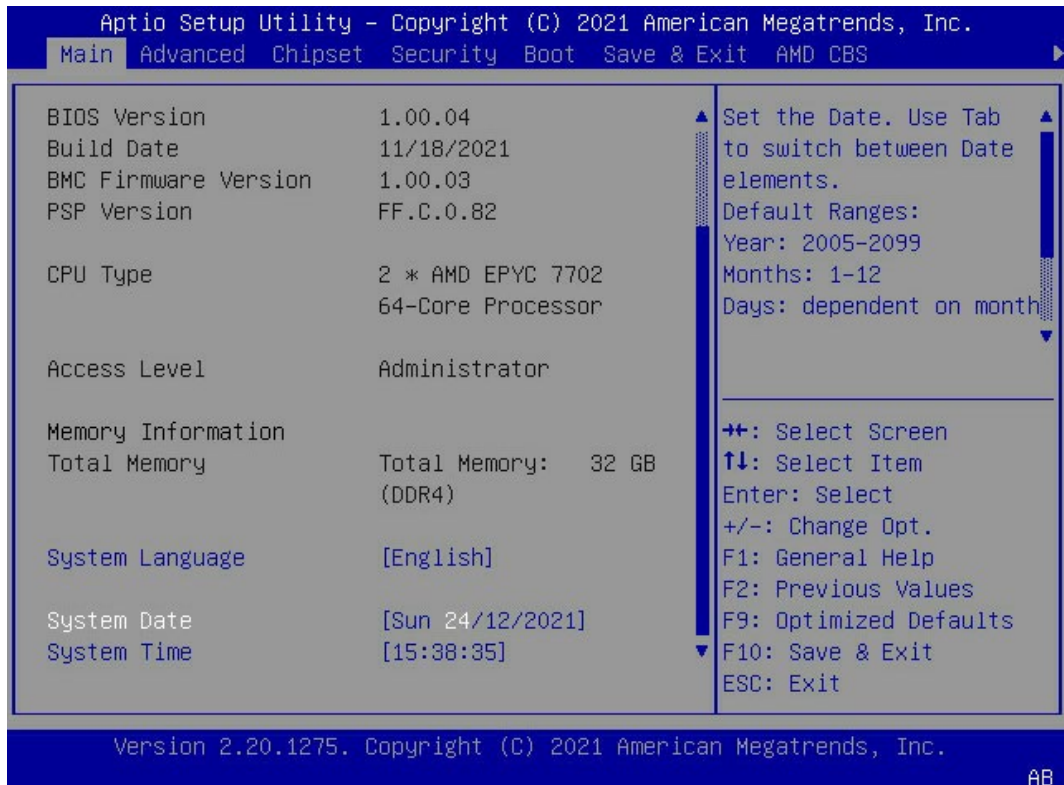 Aptio Setup Utility – Copyright (C) 2021 American Megatrends, Inc.
Main Advanced Chipset Security Boot Save & Exit AMD CBS
BIOS Version 1.00.04
Build Date 11/18/2021
BMC Firmware Version 1.00.03
PSP Version FF.C.0.82
CPU Type 2 * AMD EPYC 7702
64-Core Processor
Access Level Administrator
Memory Information
Total Memory Total Memory: 32 GB
(DDR4)
System Language [English]
System Date [Sun 24/12/2021]
System Time [15:38:35]
Set the Date. Use Tab
to switch between Date
elements.
Default Ranges:
Year: 2005-2099
Months: 1-12
Days: dependent on month
→←: Select Screen
↑↓: Select Item
Enter: Select
+/-: Change Opt.
F1: General Help
F2: Previous Values
F9: Optimized Defaults
F10: Save & Exit
ESC: Exit
Version 2.20.1275. Copyright (C) 2021 American Megatrends, Inc.
AB